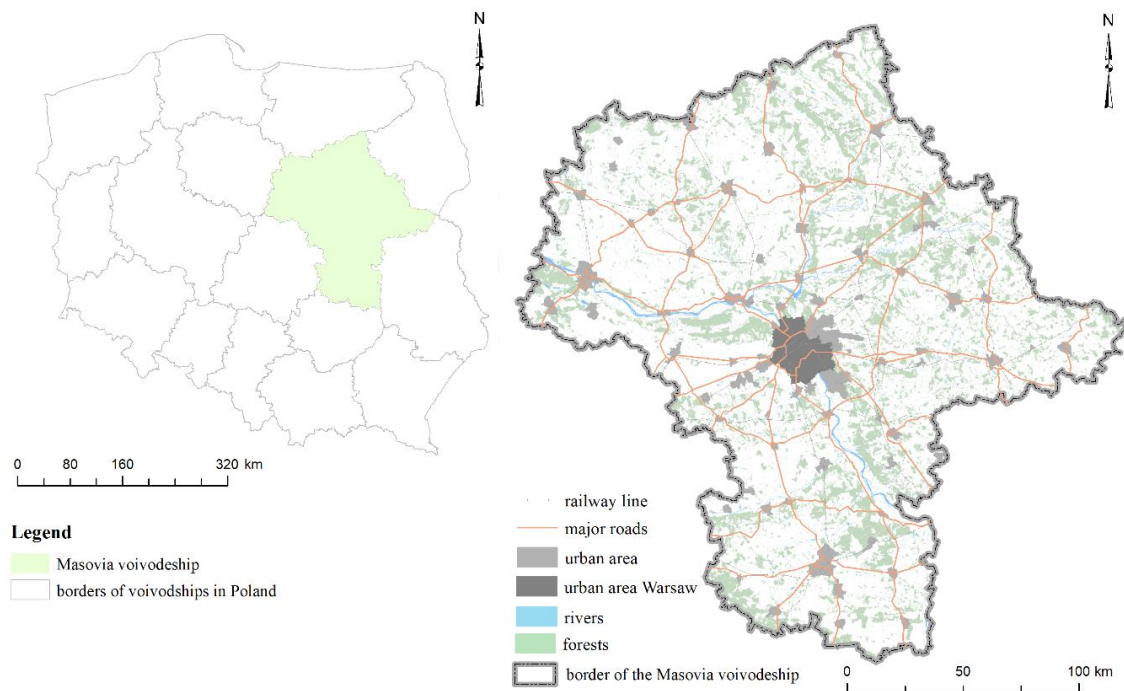 N
0 80 160 320 km
Legend
Masovia voivodeship
borders of voivodships in Poland
N
railway line
major roads
urban area
urban area Warsaw
rivers
forests
border of the Masovia voivodeship
0 50 100 km